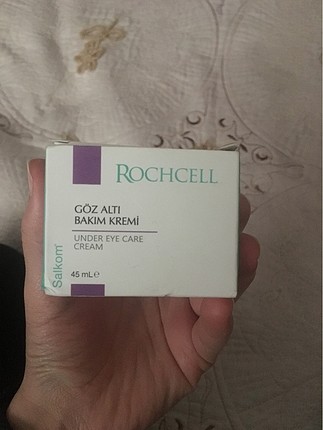 ROCHCELL
GÖZ ALTI
BAKIM KREMİ
UNDER EYE CARE
CREAM
45 mL℮
Salkom